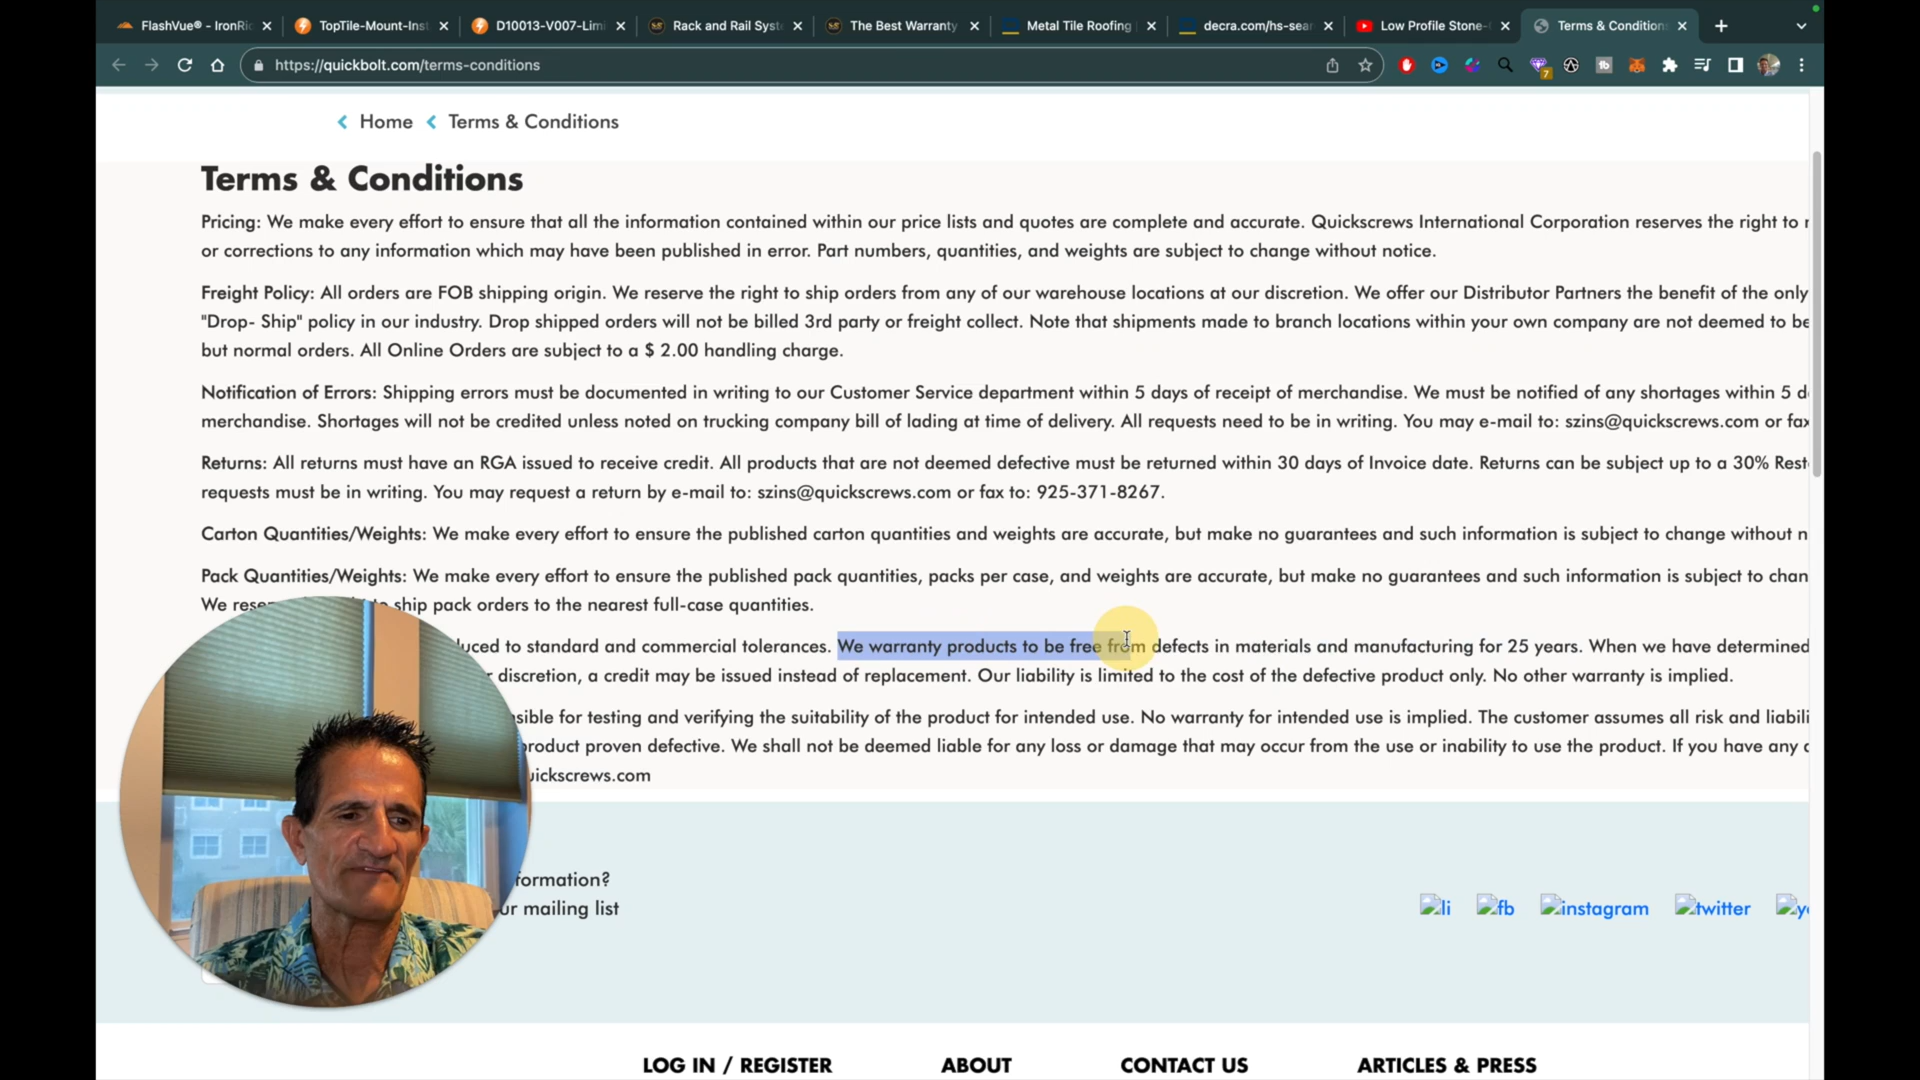 FlashVue® - IronRi
TopTile-Mount-Inst
D10013-V007-Limi
Rack and Rail Syst
The Best Warranty
Metal Tile Roofing
decra.com/hs-sear
Low Profile Stone-
Terms & Conditions
https://quickbolt.com/terms-conditions
7
Home
Terms & Conditions
Terms & Conditions
Pricing: We make every effort to ensure that all the information contained within our price lists and quotes are complete and accurate. Quickscrews International Corporation reserves the right to
or corrections to any information which may have been published in error. Part numbers, quantities, and weights are subject to change without notice.
Freight Policy: All orders are FOB shipping origin. We reserve the right to ship orders from any of our warehouse locations at our discretion. We offer our Distributor Partners the benefit of the only
"Drop- Ship" policy in our industry. Drop shipped orders will not be billed 3rd party or freight collect. Note that shipments made to branch locations within your own company are not deemed to be
but normal orders. All Online Orders are subject to a $ 2.00 handling charge.
Notification of Errors: Shipping errors must be documented in writing to our Customer Service department within 5 days of receipt of merchandise. We must be notified of any shortages within 5 d
merchandise. Shortages will not be credited unless noted on trucking company bill of lading at time of delivery. All requests need to be in writing. You may e-mail to: szins@quickscrews.com or fax
Returns: All returns must have an RGA issued to receive credit. All products that are not deemed defective must be returned within 30 days of Invoice date. Returns can be subject up to a 30% Rest
requests must be in writing. You may request a return by e-mail to: szins@quickscrews.com or fax to: 925-371-8267.
Carton Quantities/Weights: We make every effort to ensure the published carton quantities and weights are accurate, but make no guarantees and such information is subject to change without n
Pack Quantities/Weights: We make every effort to ensure the published pack quantities, packs per case, and weights are accurate, but make no guarantees and such information is subject to chan
We rese ship pack orders to the nearest full-case quantities.
uced to standard and commercial tolerances. We warranty products to be free from defects in materials and manufacturing for 25 years. When we have determined
discretion, a credit may be issued instead of replacement. Our liability is limited to the cost of the defective product only. No other warranty is implied.
sible for testing and verifying the suitability of the product for intended use. No warranty for intended use is implied. The customer assumes all risk and liabili
product proven defective. We shall not be deemed liable for any loss or damage that may occur from the use or inability to use the product. If you have any
uickscrews.com
formation?
ur mailing list
li
fb
instagram
twitter
y
LOG IN / REGISTER
ABOUT
CONTACT US
ARTICLES & PRESS